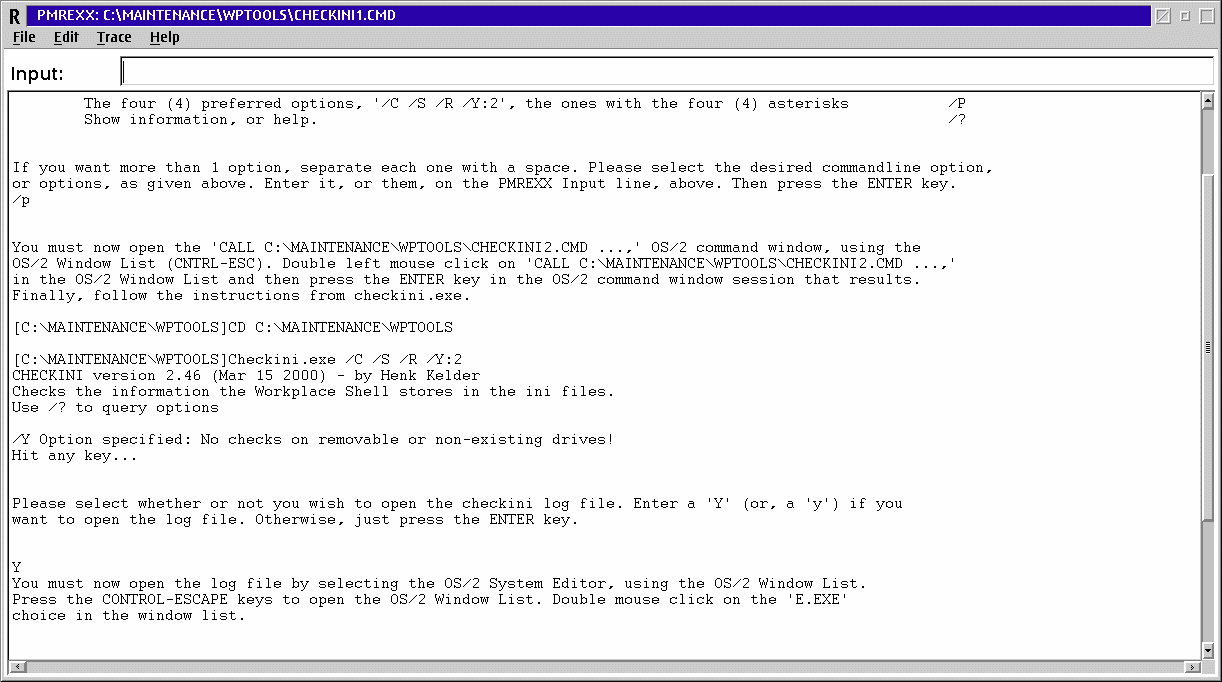 R PMREXX: C:\MAINTENANCE\WPTOOLS\CHECKINI1.CMD
File Edit Trace Help
Input:
The four (4) preferred options, '/C /S /R /Y:2', the ones with the four (4) asterisks /P
Show information, or help. /?
If you want more than 1 option, separate each one with a space. Please select the desired commandline option,
or options, as given above. Enter it, or them, on the PMREXX Input line, above. Then press the ENTER key.
/p
You must now open the 'CALL C:\MAINTENANCE\WPTOOLS\CHECKINI2.CMD ...,' OS/2 command window, using the
OS/2 Window List (CNTRL-ESC). Double left mouse click on 'CALL C:\MAINTENANCE\WPTOOLS\CHECKINI2.CMD ...,'
in the OS/2 Window List and then press the ENTER key in the OS/2 command window session that results.
Finally, follow the instructions from checkini.exe.
[C:\MAINTENANCE\WPTOOLS]CD C:\MAINTENANCE\WPTOOLS
[C:\MAINTENANCE\WPTOOLS]Checkini.exe /C /S /R /Y:2
CHECKINI version 2.46 (Mar 15 2000) - by Henk Kelder
Checks the information the Workplace Shell stores in the ini files.
Use /? to query options
/Y Option specified: No checks on removable or non-existing drives!
Hit any key...
Please select whether or not you wish to open the checkini log file. Enter a 'Y' (or, a 'y') if you
want to open the log file. Otherwise, just press the ENTER key.
Y
You must now open the log file by selecting the OS/2 System Editor, using the OS/2 Window List.
Press the CONTROL-ESCAPE keys to open the OS/2 Window List. Double mouse click on the 'E.EXE'
choice in the window list.